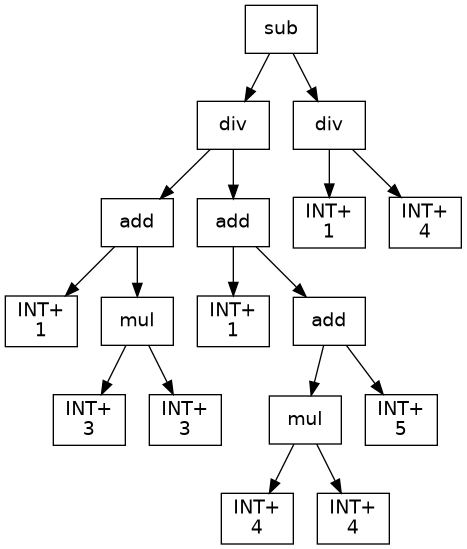 sub
div
div
add
add
INT+
1
INT+
4
INT+
1
mul
INT+
1
add
INT+
3
INT+
3
mul
INT+
5
INT+
4
INT+
4